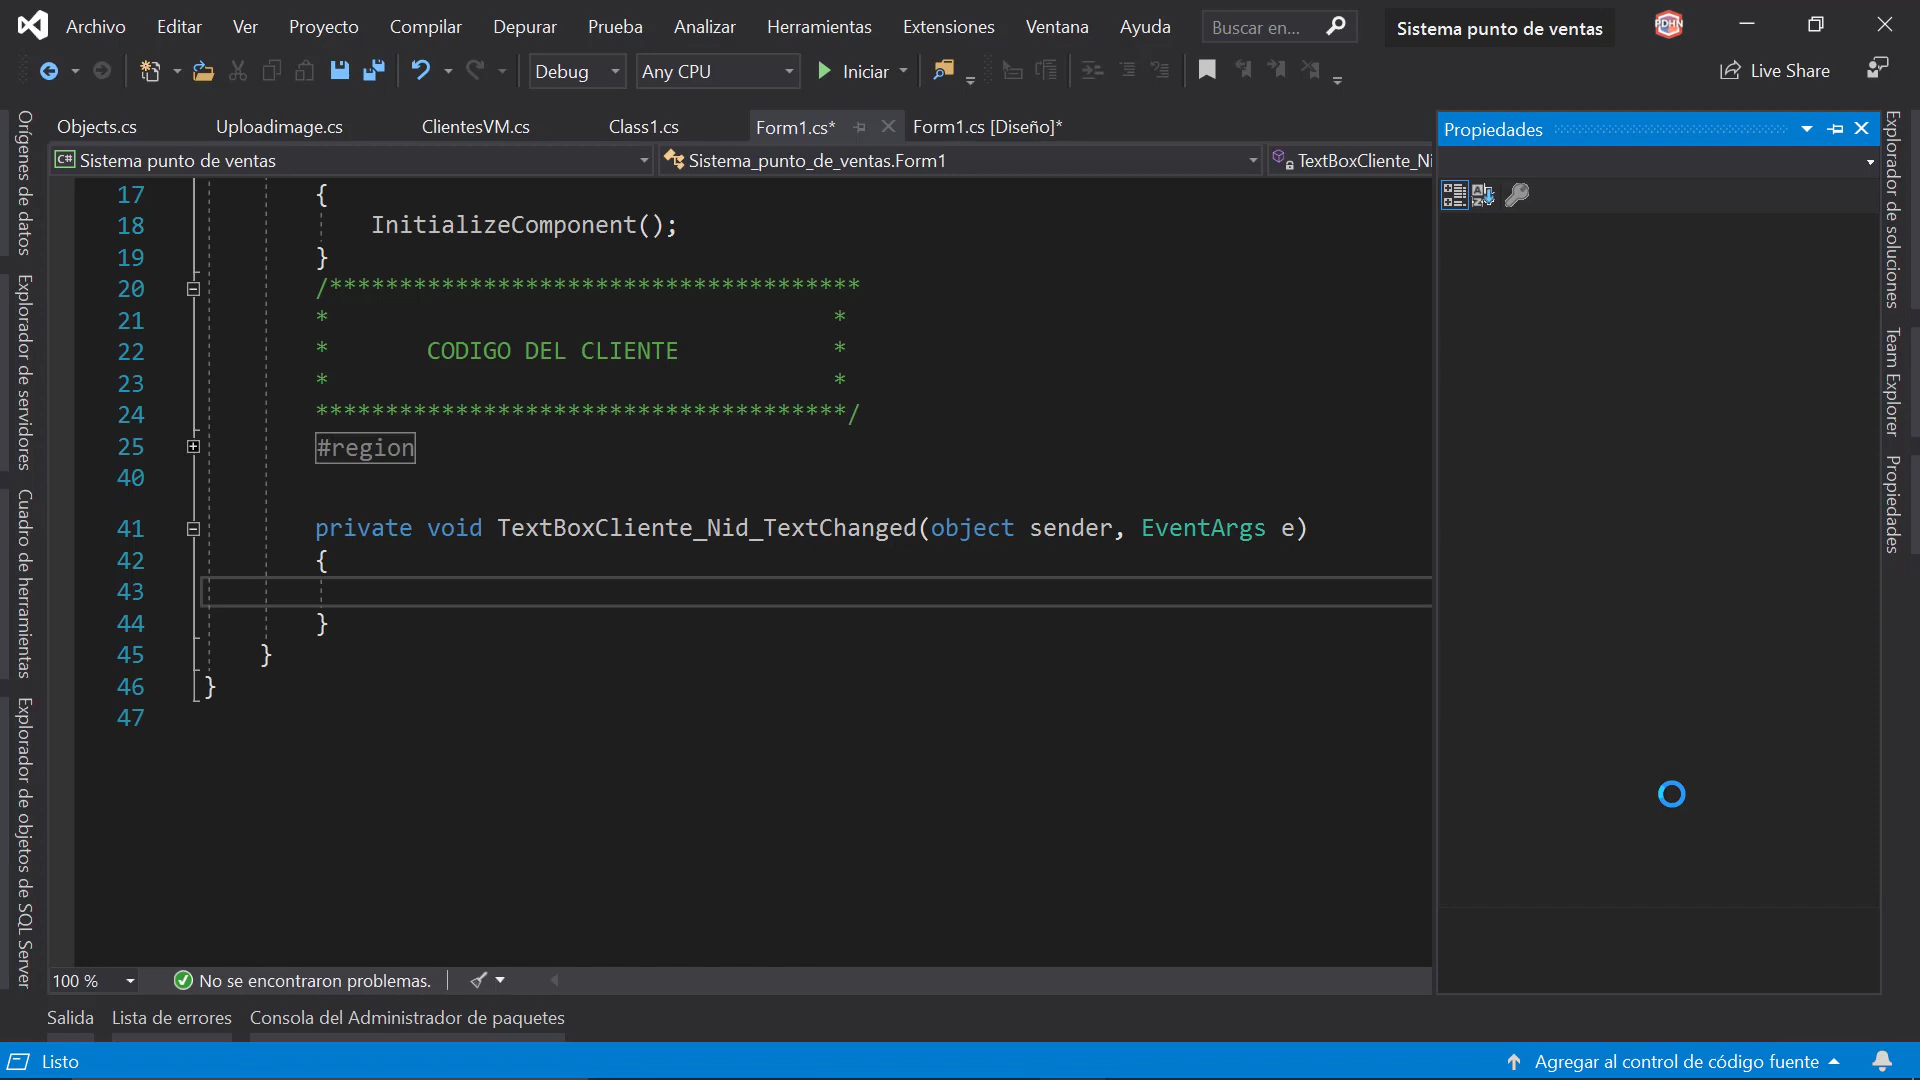 Archivo Editar Ver Proyecto Compilar Depurar Prueba Analizar Herramientas Extensiones Ventana Ayuda Buscar en... Sistema punto de ventas PDHN
Debug Any CPU Iniciar Live Share
Objects.cs Uploadimage.cs ClientesVM.cs Class1.cs Form1.cs* Form1.cs [Diseño]*
C# Sistema punto de ventas Sistema_punto_de_ventas.Form1 TextBoxCliente_Ni
17 {
18 InitializeComponent();
19 }
20 /**************************************
21 * *
22 * CODIGO DEL CLIENTE *
23 * *
24 **************************************/
25 #region
40
41 private void TextBoxCliente_Nid_TextChanged(object sender, EventArgs e)
42 {
43
44 }
45 }
46 }
47
100 % No se encontraron problemas.
Salida Lista de errores Consola del Administrador de paquetes
Listo Agregar al control de código fuente
Orígenes de datos
Explorador de servidores
Cuadro de herramientas
Explorador de objetos de SQL Server
Propiedades
Explorador de soluciones
Team Explorer
Propiedades